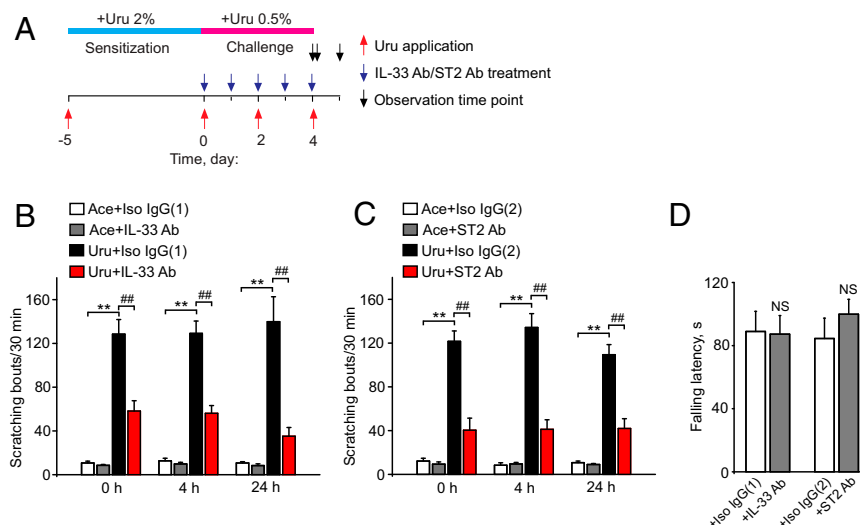 A
+Uru 2%
+Uru 0.5%
Sensitization
Challenge
Uru application
IL-33 Ab/ST2 Ab treatment
Observation time point
-5
0
2
4
Time, day:
B
Ace+Iso IgG(1)
Ace+IL-33 Ab
Uru+Iso IgG(1)
Uru+IL-33 Ab
Scratching bouts/30 min
160
120
80
40
0
** ## ** ## ** ##
0 h 4 h 24 h
C
Ace+Iso IgG(2)
Ace+ST2 Ab
Uru+Iso IgG(2)
Uru+ST2 Ab
Scratching bouts/30 min
160
120
80
40
0
** ## ** ## ** ##
0 h 4 h 24 h
D
Falling latency, s
120
80
40
0
NS NS
+Iso IgG(1)
+IL-33 Ab
+Iso IgG(2)
+ST2 Ab